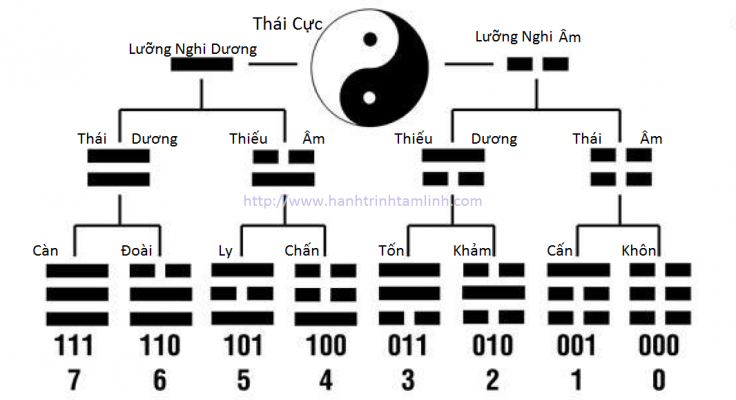 Thái Cực
Lưỡng Nghi Dương
Lưỡng Nghi Âm
Thái Dương
Thiếu Âm
Thiếu Dương
Thái Âm
http://www.hanhtrinhtamlinh.com
Càn
Đoài
Ly
Chấn
Tốn
Khảm
Cấn
Khôn
111 110 101 100 011 010 001 000
7 6 5 4 3 2 1 0